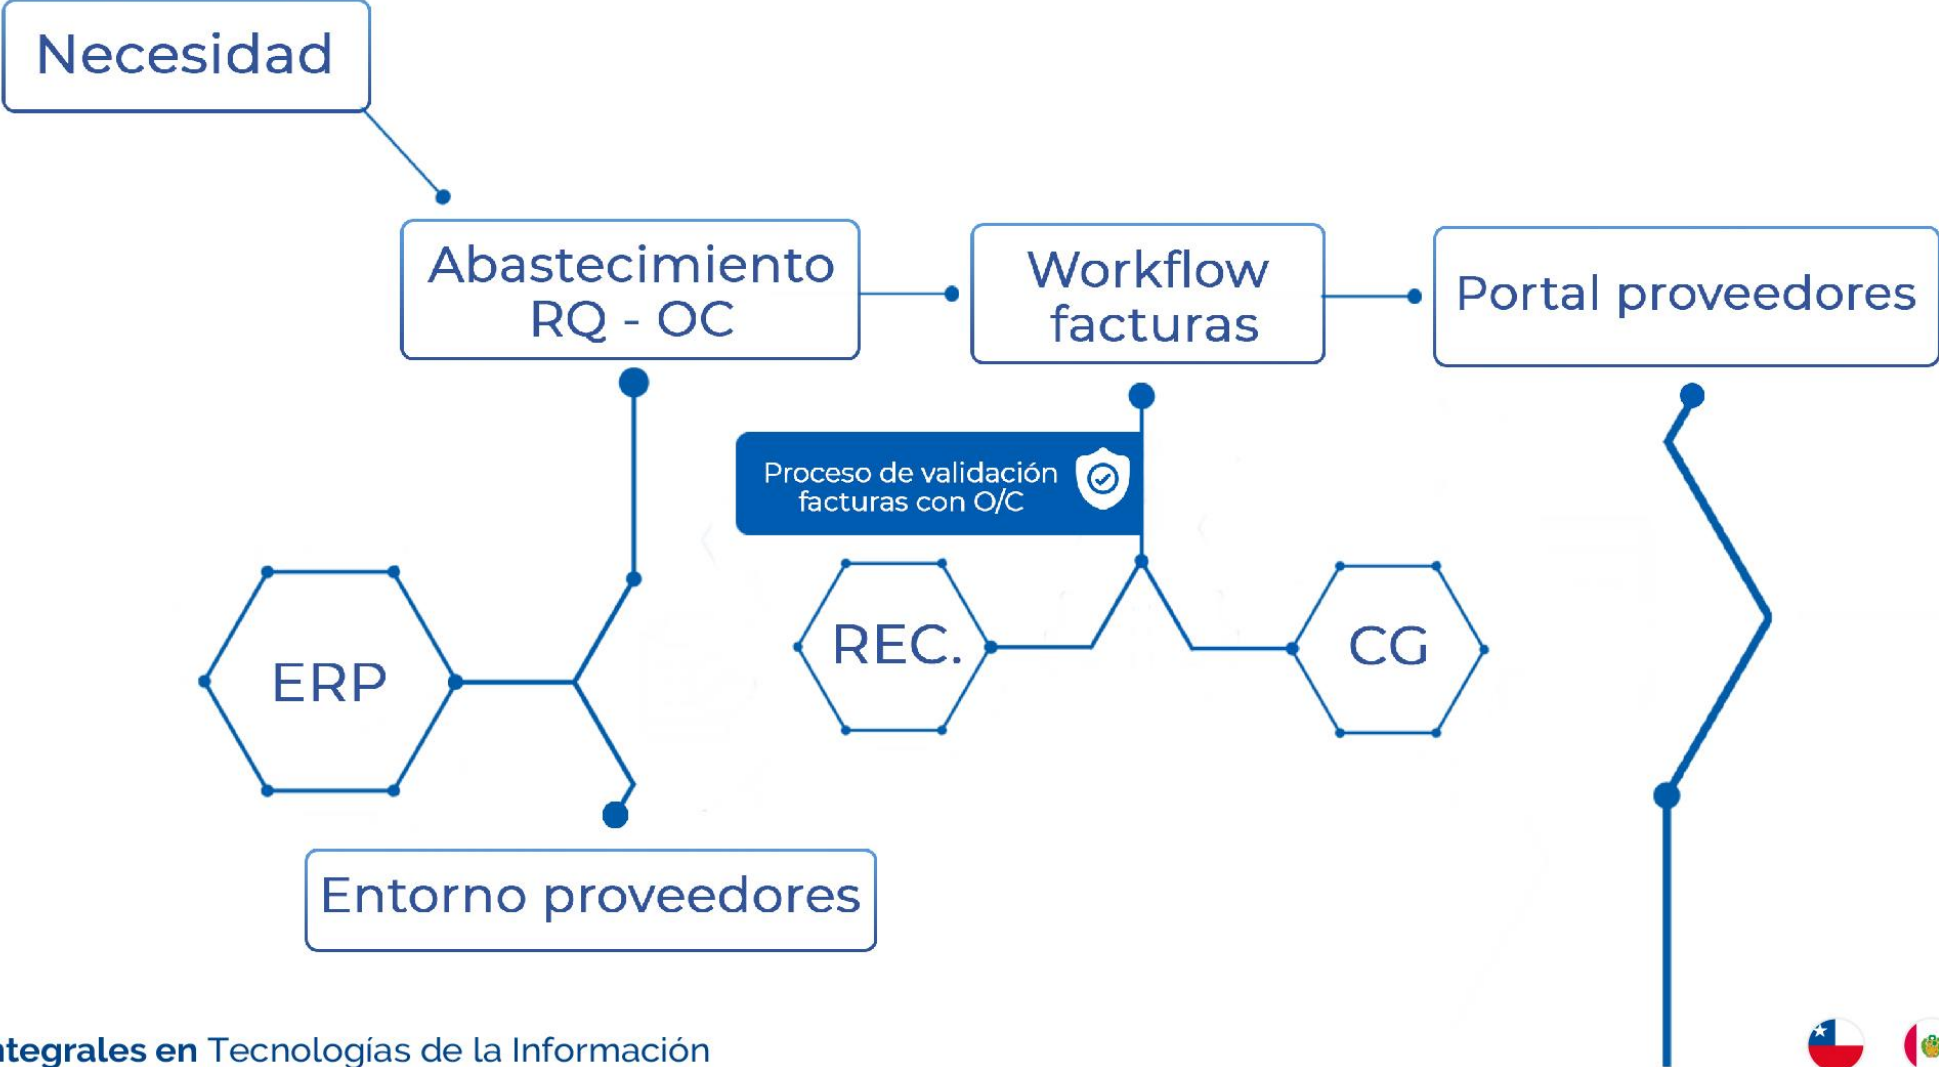 Necesidad
Abastecimiento
RQ - OC
Workflow
facturas
Portal proveedores
Proceso de validación
facturas con O/C
ERP
REC.
CG
Entorno proveedores
ntegrales en Tecnologías de la Información